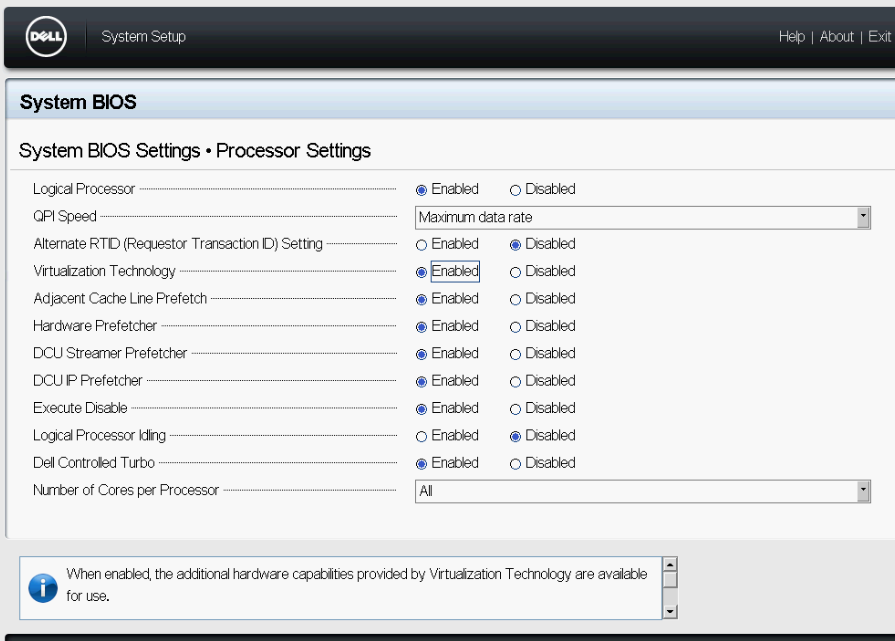 DELL
System Setup
Help | About | Exit
System BIOS
System BIOS Settings • Processor Settings
Logical Processor Enabled Disabled
QPI Speed Maximum data rate
Alternate RTID (Requestor Transaction ID) Setting Enabled Disabled
Virtualization Technology Enabled Disabled
Adjacent Cache Line Prefetch Enabled Disabled
Hardware Prefetcher Enabled Disabled
DCU Streamer Prefetcher Enabled Disabled
DCU IP Prefetcher Enabled Disabled
Execute Disable Enabled Disabled
Logical Processor Idling Enabled Disabled
Dell Controlled Turbo Enabled Disabled
Number of Cores per Processor All
When enabled, the additional hardware capabilities provided by Virtualization Technology are available
for use.